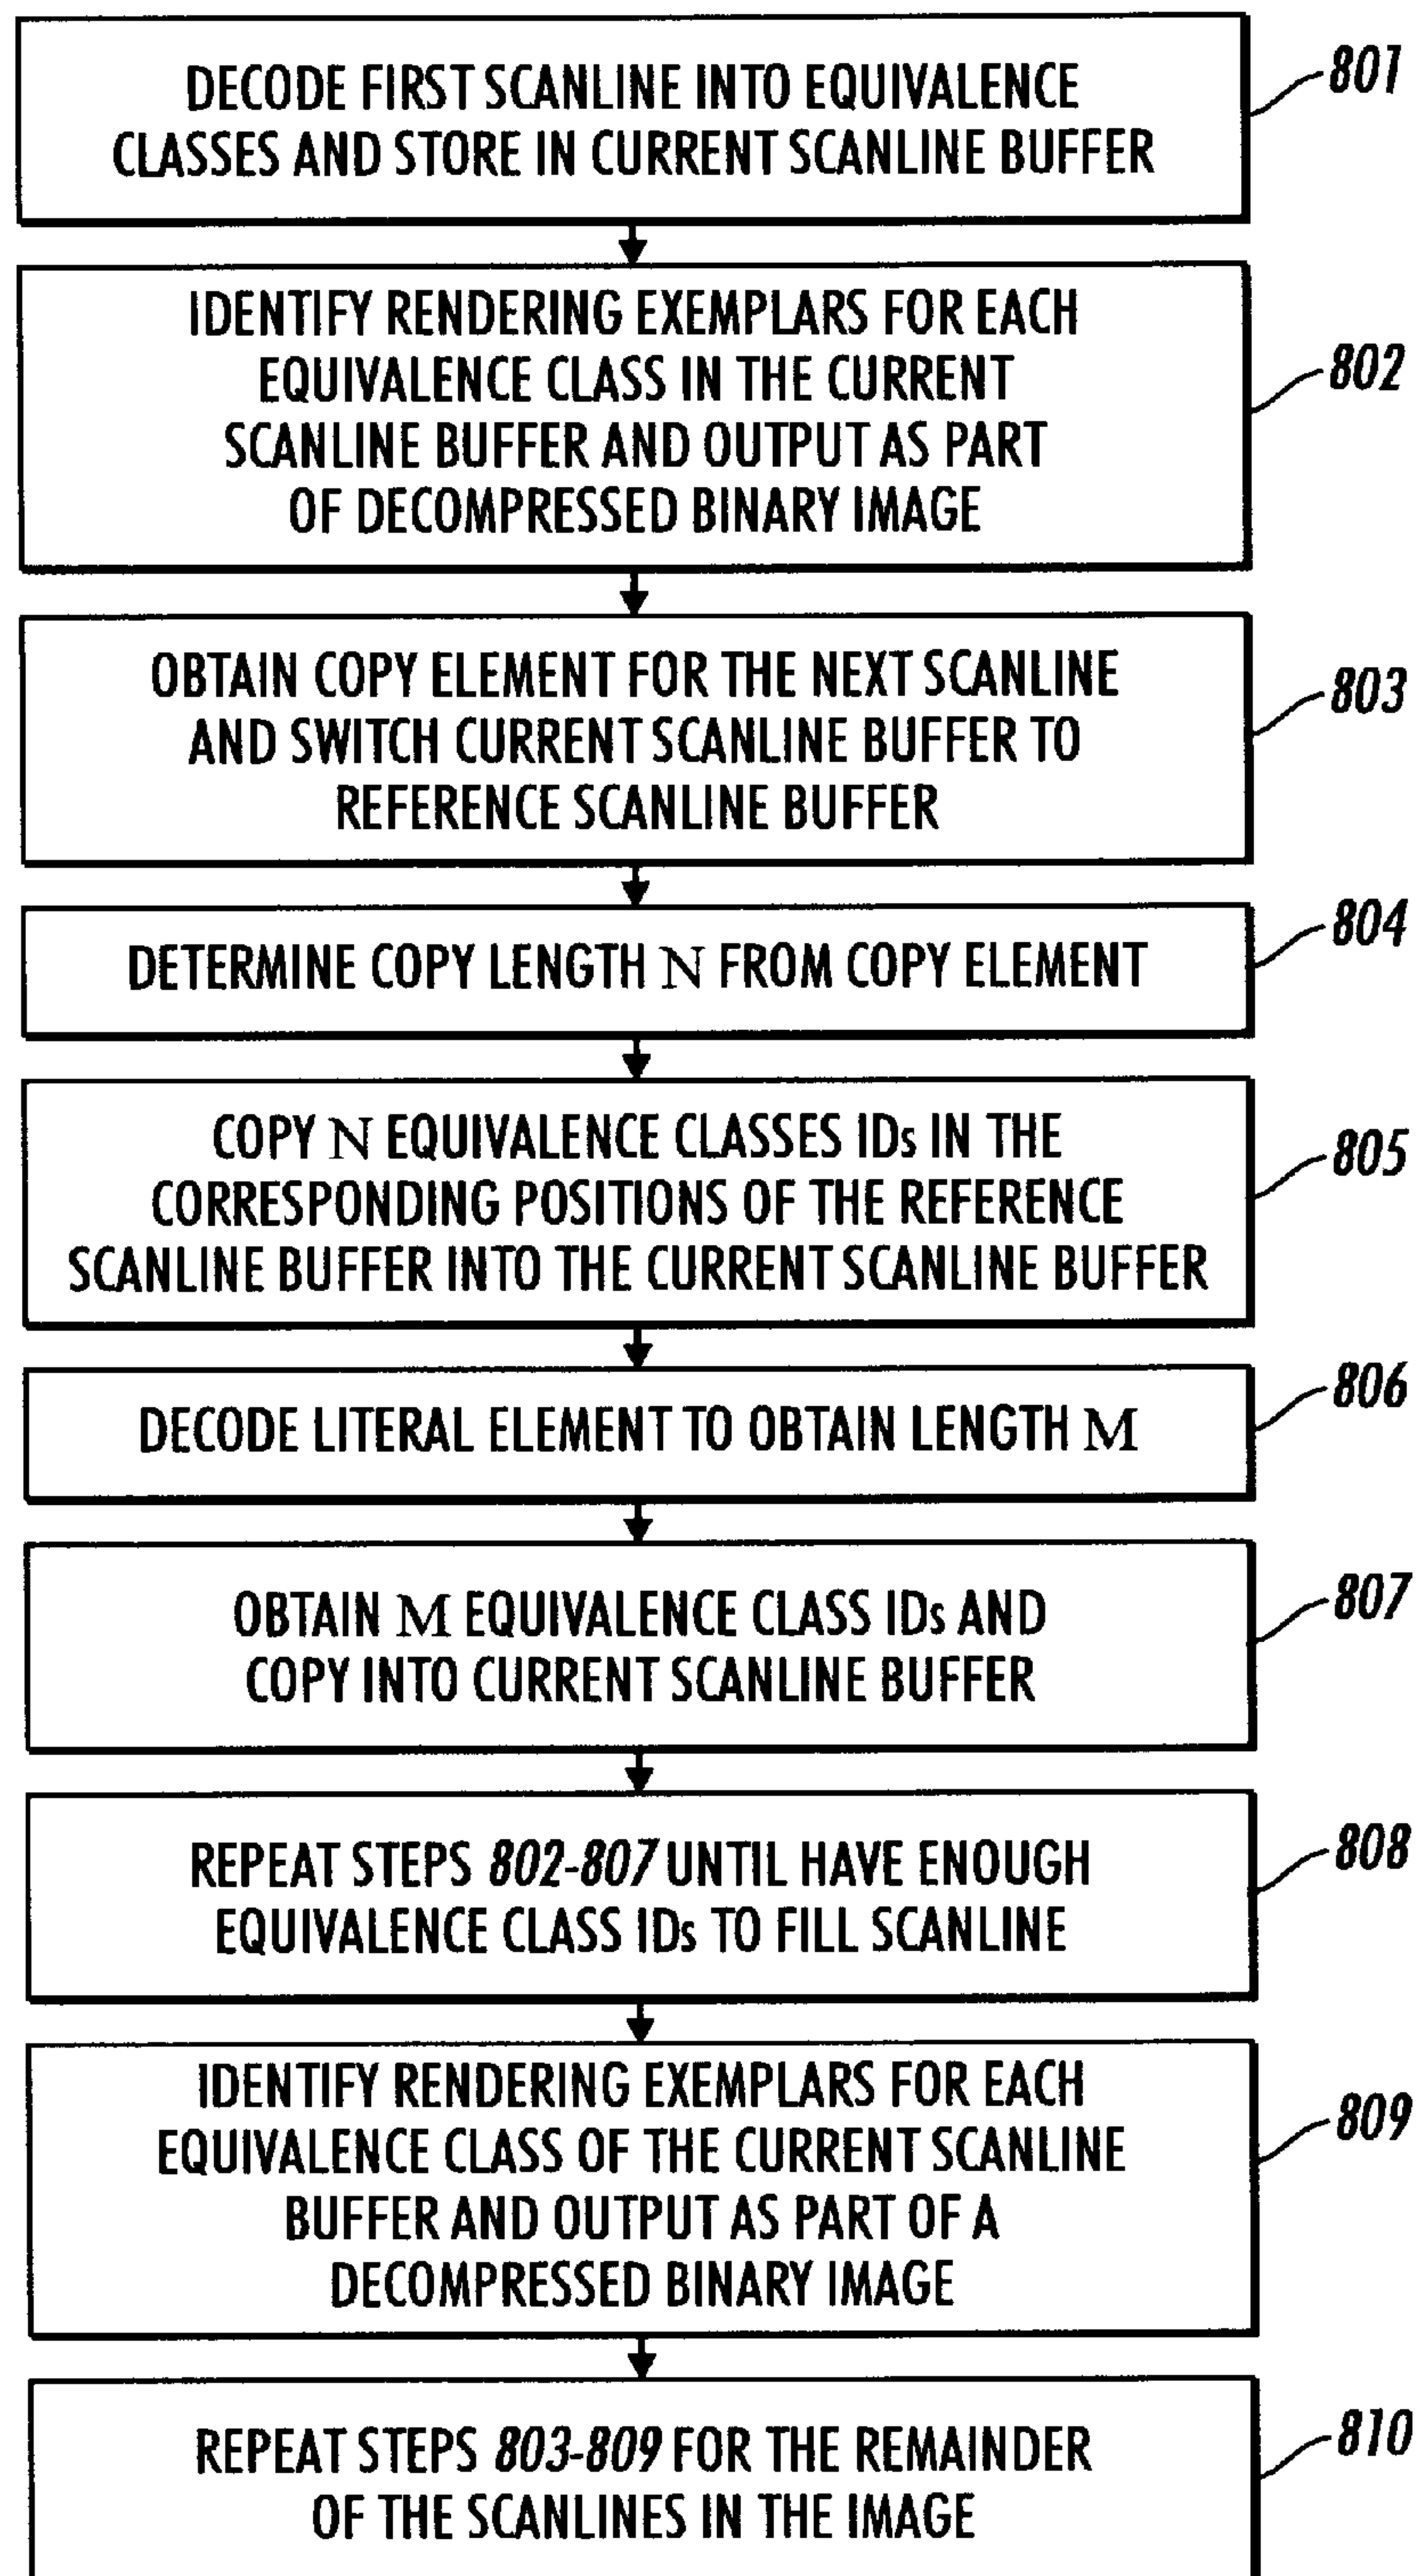 DECODE FIRST SCANLINE INTO EQUIVALENCE
CLASSES AND STORE IN CURRENT SCANLINE BUFFER
801
IDENTIFY RENDERING EXEMPLARS FOR EACH
EQUIVALENCE CLASS IN THE CURRENT
SCANLINE BUFFER AND OUTPUT AS PART
OF DECOMPRESSED BINARY IMAGE
802
OBTAIN COPY ELEMENT FOR THE NEXT SCANLINE
AND SWITCH CURRENT SCANLINE BUFFER TO
REFERENCE SCANLINE BUFFER
803
DETERMINE COPY LENGTH N FROM COPY ELEMENT
804
COPY N EQUIVALENCE CLASSES IDs IN THE
CORRESPONDING POSITIONS OF THE REFERENCE
SCANLINE BUFFER INTO THE CURRENT SCANLINE BUFFER
805
DECODE LITERAL ELEMENT TO OBTAIN LENGTH M
806
OBTAIN M EQUIVALENCE CLASS IDs AND
COPY INTO CURRENT SCANLINE BUFFER
807
REPEAT STEPS 802-807 UNTIL HAVE ENOUGH
EQUIVALENCE CLASS IDs TO FILL SCANLINE
808
IDENTIFY RENDERING EXEMPLARS FOR EACH
EQUIVALENCE CLASS OF THE CURRENT SCANLINE
BUFFER AND OUTPUT AS PART OF A
DECOMPRESSED BINARY IMAGE
809
REPEAT STEPS 803-809 FOR THE REMAINDER
OF THE SCANLINES IN THE IMAGE
810